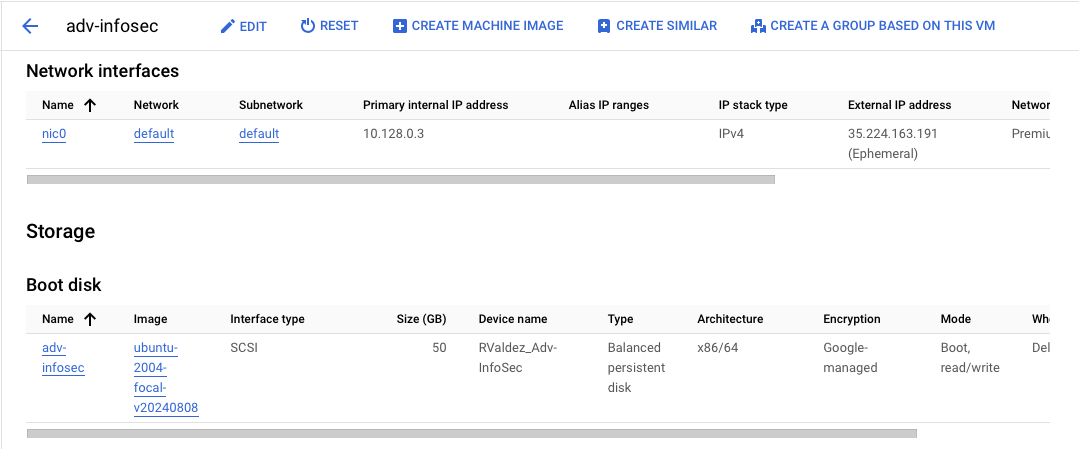 adv-infosec EDIT RESET CREATE MACHINE IMAGE CREATE SIMILAR CREATE A GROUP BASED ON THIS VM
Network interfaces
Name Network Subnetwork Primary internal IP address Alias IP ranges IP stack type External IP address Networ
nic0 default default 10.128.0.3 IPv4 35.224.163.191 Premiu
(Ephemeral)
Storage
Boot disk
Name Image Interface type Size (GB) Device name Type Architecture Encryption Mode Whe
adv- ubuntu- SCSI 50 RValdez_Adv- Balanced x86/64 Google- Boot, Del
infosec 2004- InfoSec persistent managed read/write
focal- disk
v20240808